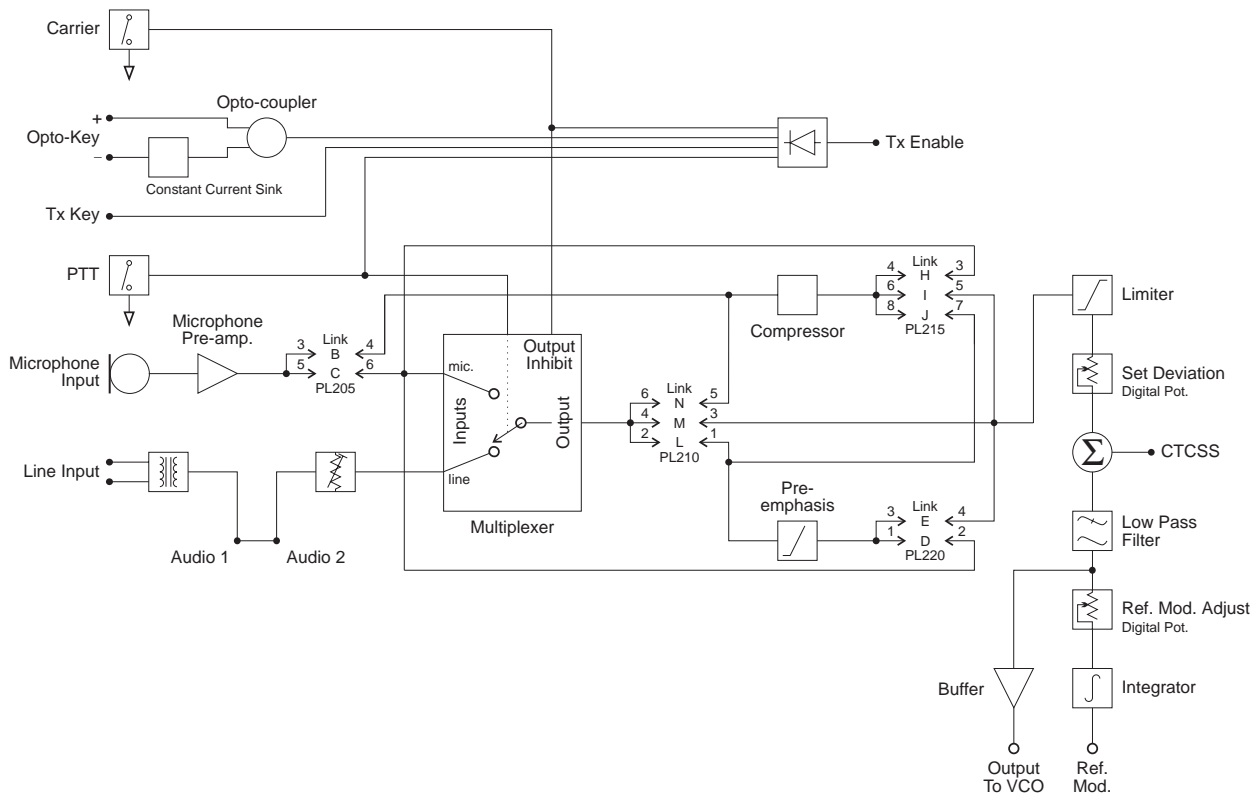 Carrier
Opto-coupler
+
Opto-Key
–
Constant Current Sink
Tx Enable
Tx Key
PTT
Microphone
Pre-amp.
Microphone
Input
3 Link 4
B
5 C 6
PL205
mic.
Output
Inhibit
Inputs
Output
line
Multiplexer
Line Input
Audio 1
Audio 2
6 Link 5
N
4 M 3
2 L 1
PL210
Compressor
4 Link 3
H
6 I 5
8 J 7
PL215
Pre-
emphasis
3 Link 4
E
1 D 2
PL220
Limiter
Set Deviation
Digital Pot.
Σ
CTCSS
Low Pass
Filter
Ref. Mod. Adjust
Digital Pot.
Buffer
Integrator
Output
To VCO
Ref.
Mod.